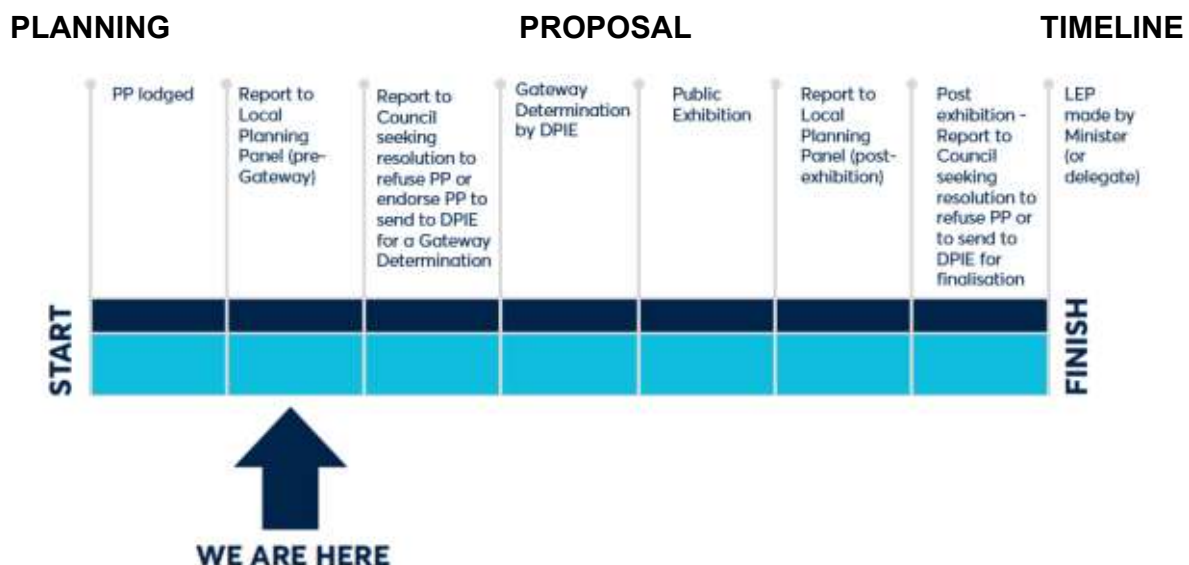 PLANNING PROPOSAL TIMELINE
PP lodged
Report to
Local
Planning
Panel (pre-
Gateway)
Report to
Council
seeking
resolution to
refuse PP or
endorse PP to
send to DPIE
for a Gateway
Determination
Gateway
Determination
by DPIE
Public
Exhibition
Report to
Local
Planning
Panel (post-
exhibition)
Post
exhibition -
Report to
Council
seeking
resolution to
refuse PP or
to send to
DPIE for
finalisation
LEP
made by
Minister
(or
delegate)
START
FINISH
WE ARE HERE